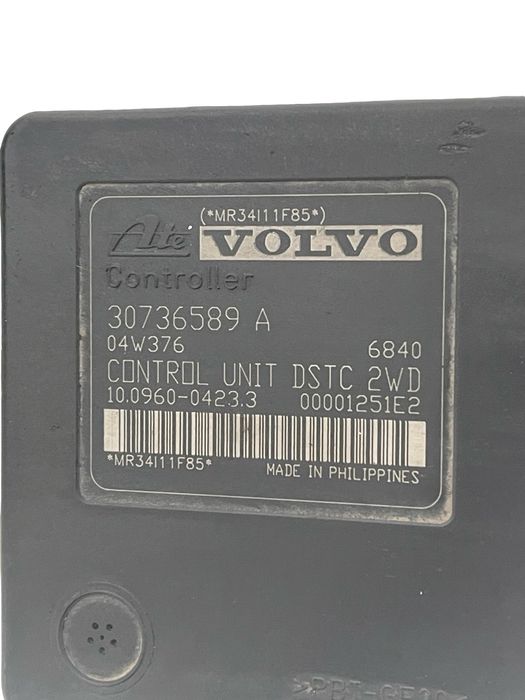 (*MR34I11F85*)
Ate VOLVO
Controller
30736589 A
04W376 6840
CONTROL UNIT DSTC 2WD
10.0960-0423.3 00001251E2
*MR34I11F85* MADE IN PHILIPPINES